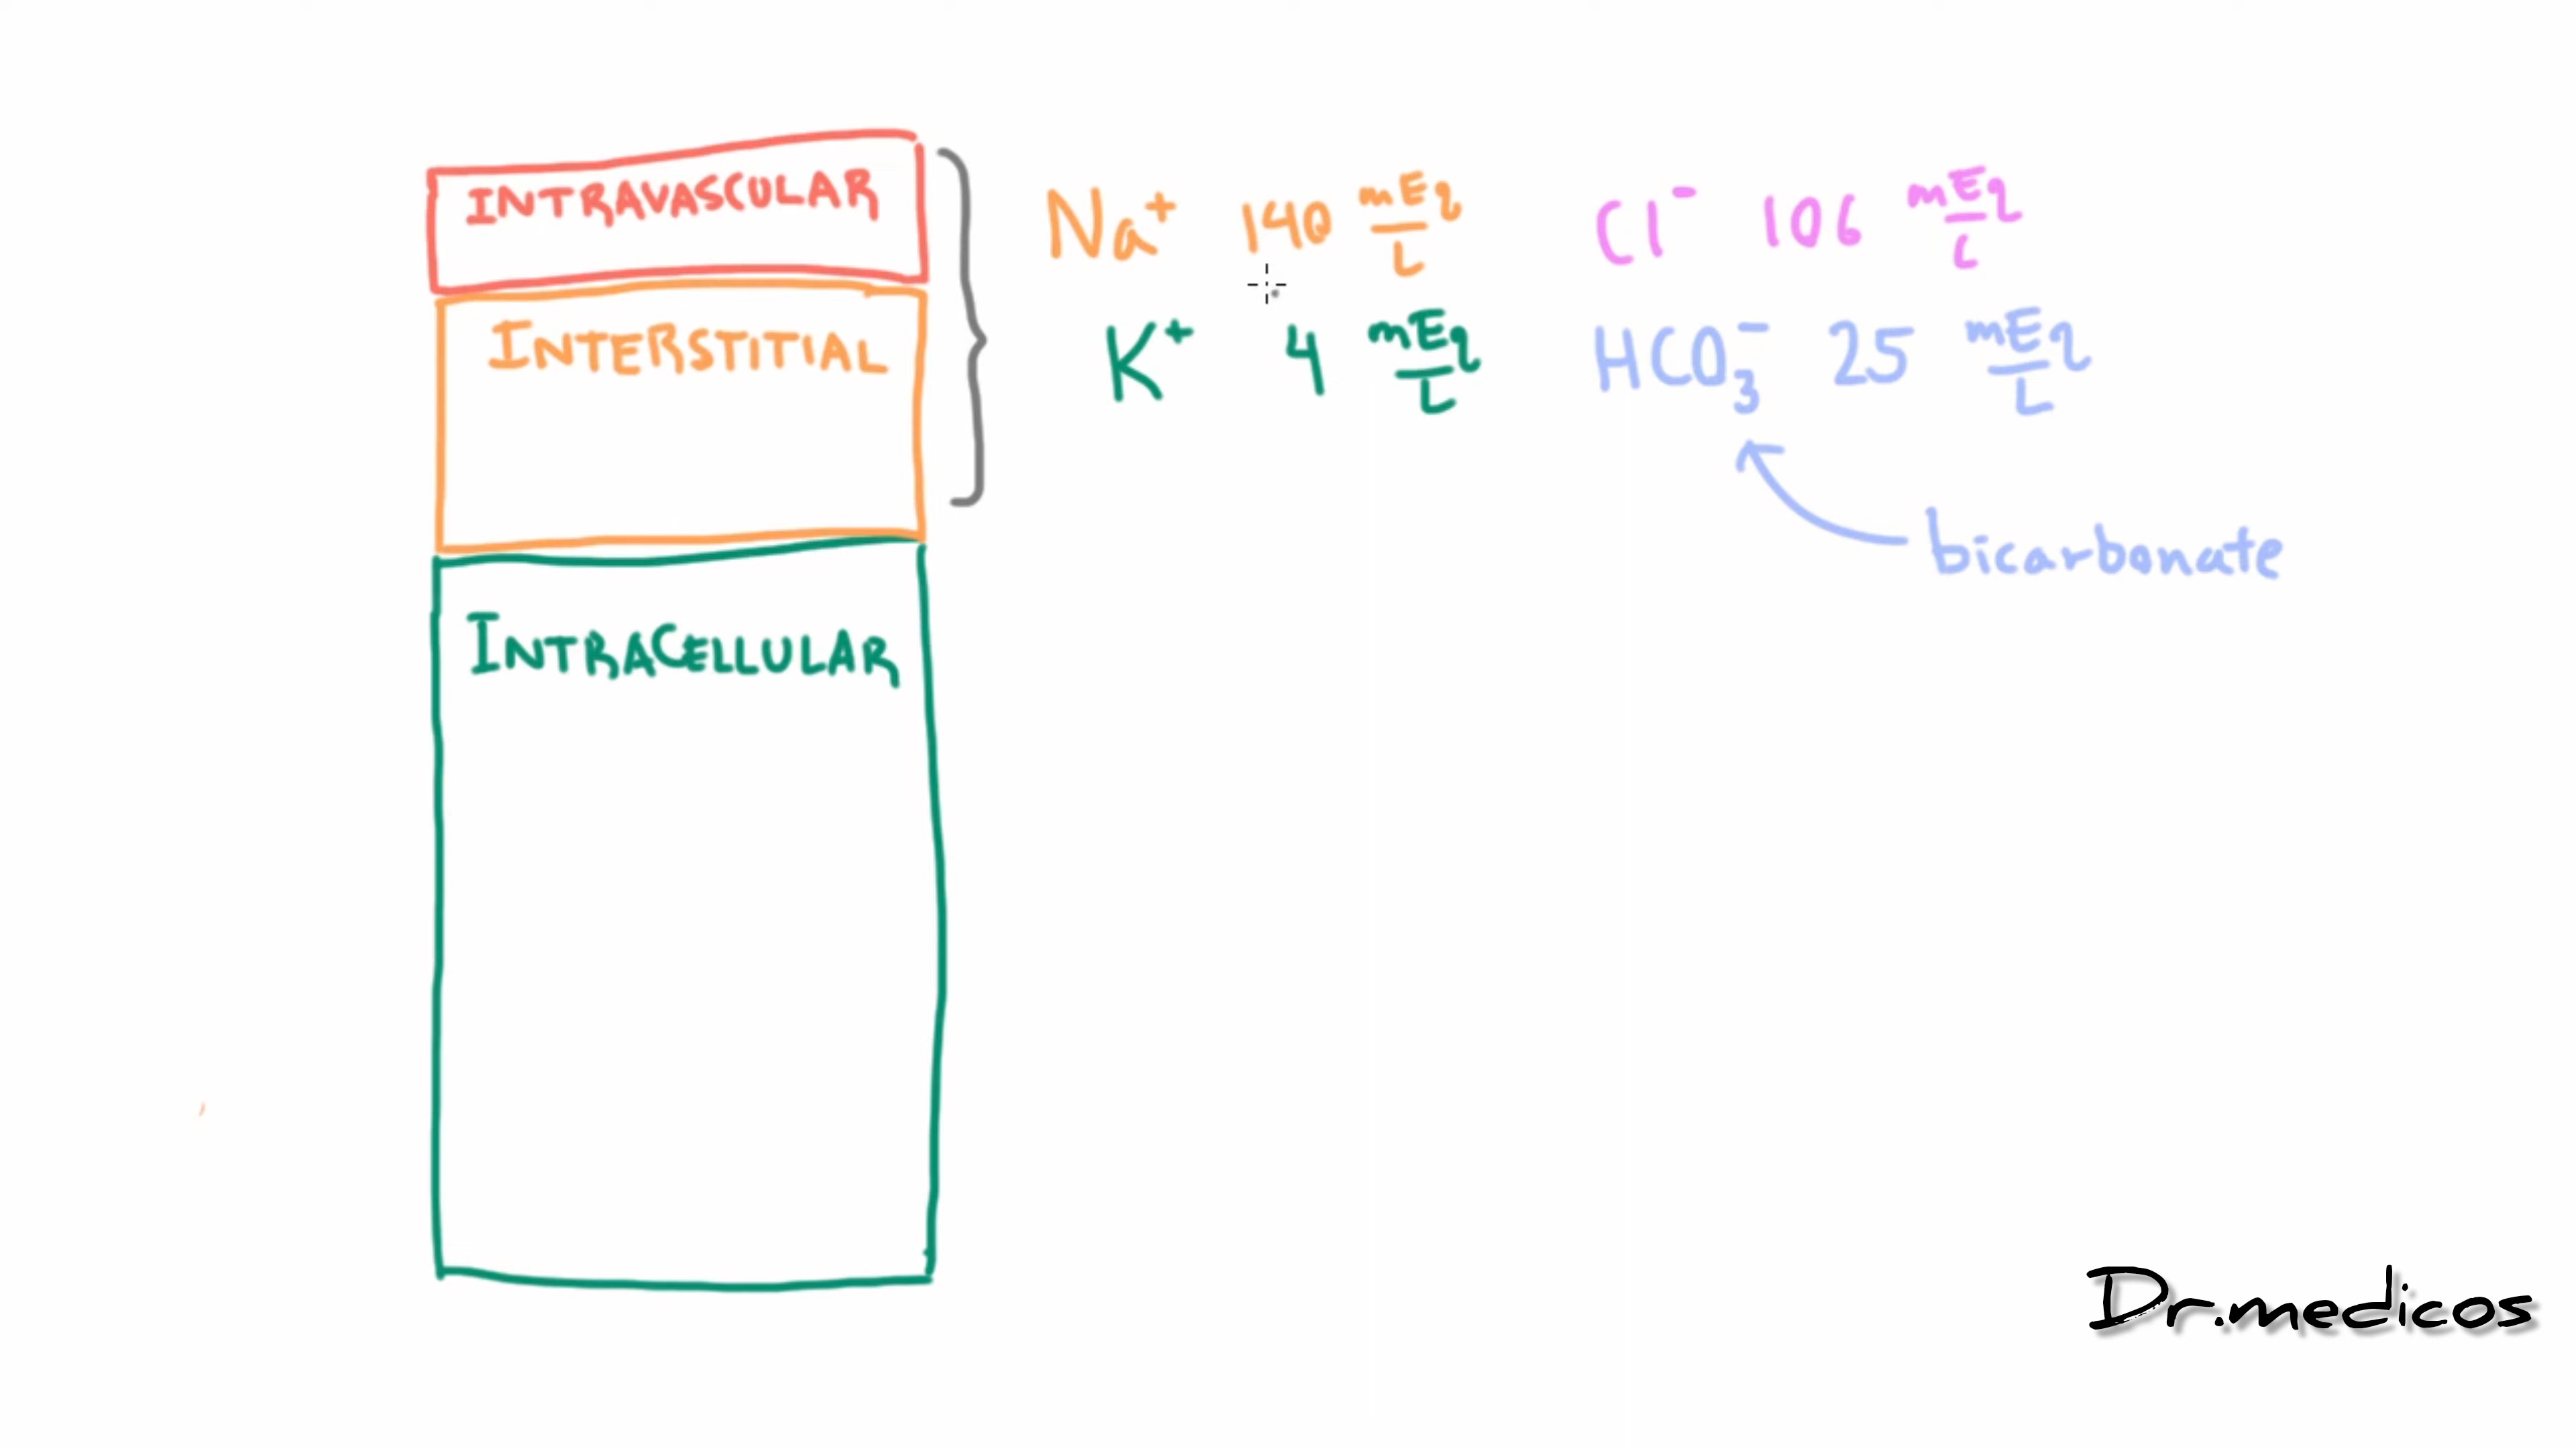 INTRAVASCULAR
Na+ 140 mEq/L Cl- 106 mEq/L
INTERSTITIAL
K+ 4 mEq/L HCO3- 25 mEq/L
bicarbonate
INTRACELLULAR
Dr.medicos